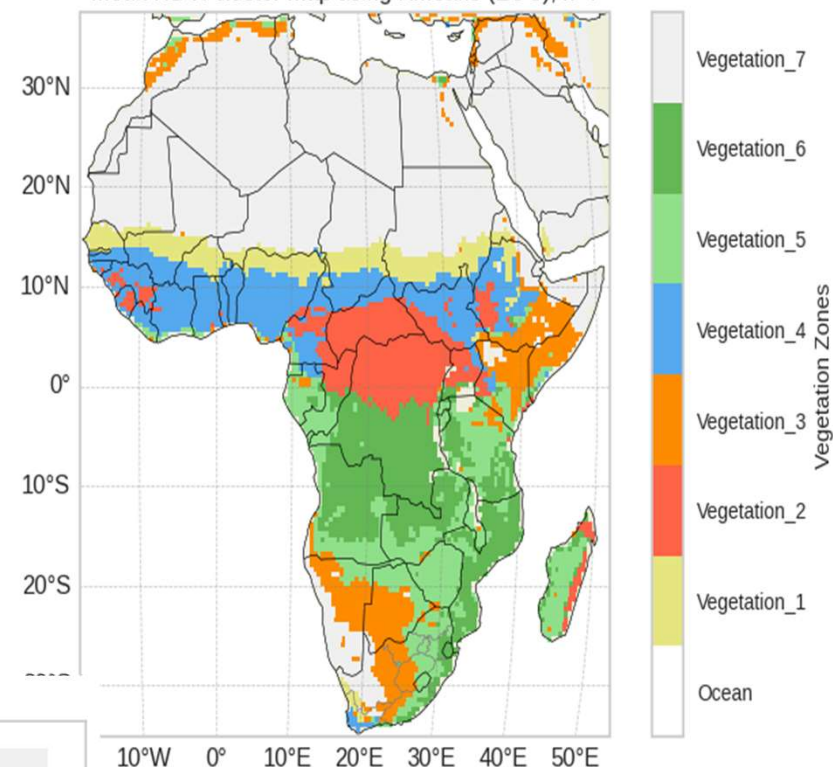 30°N
20°N
10°N
0°
10°S
20°S
10°W 0° 10°E 20°E 30°E 40°E 50°E
Vegetation_7
Vegetation_6
Vegetation_5
Vegetation_4
Vegetation_3
Vegetation_2
Vegetation_1
Ocean
Vegetation Zones